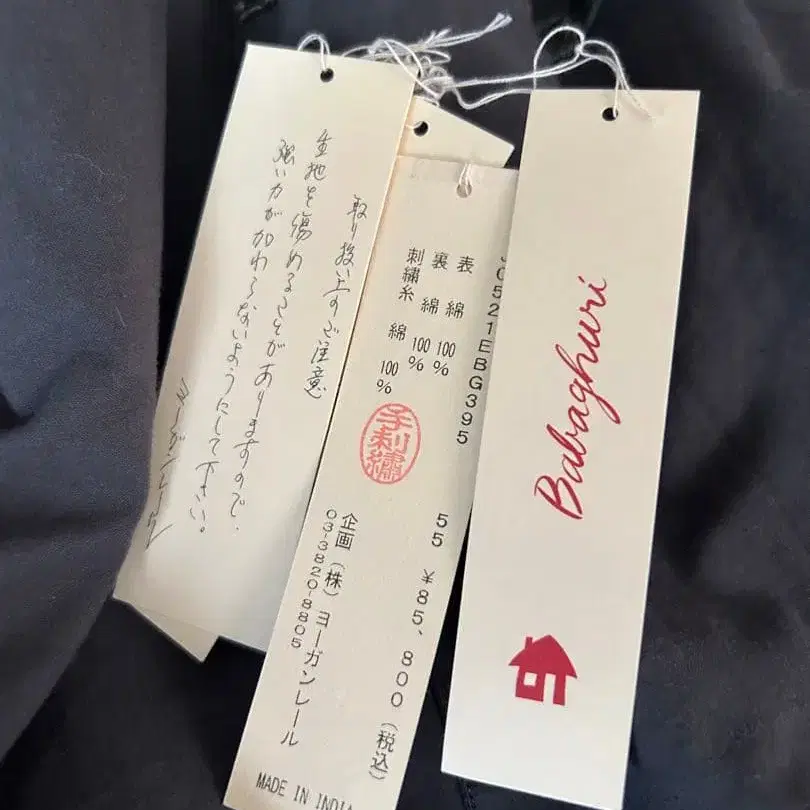 取り扱い上のご注意
生地を傷めることがありますので、
強い力が加わらないようにして下さい。
ヨーガンレール
J0521EBG395
表 綿 100%
裏 綿 100%
刺繍糸 綿 100%
手刺繍
55 ¥85,800(税込)
企画(株)ヨーガンレール
03-3820-8805
MADE IN INDIA
Babaghuri